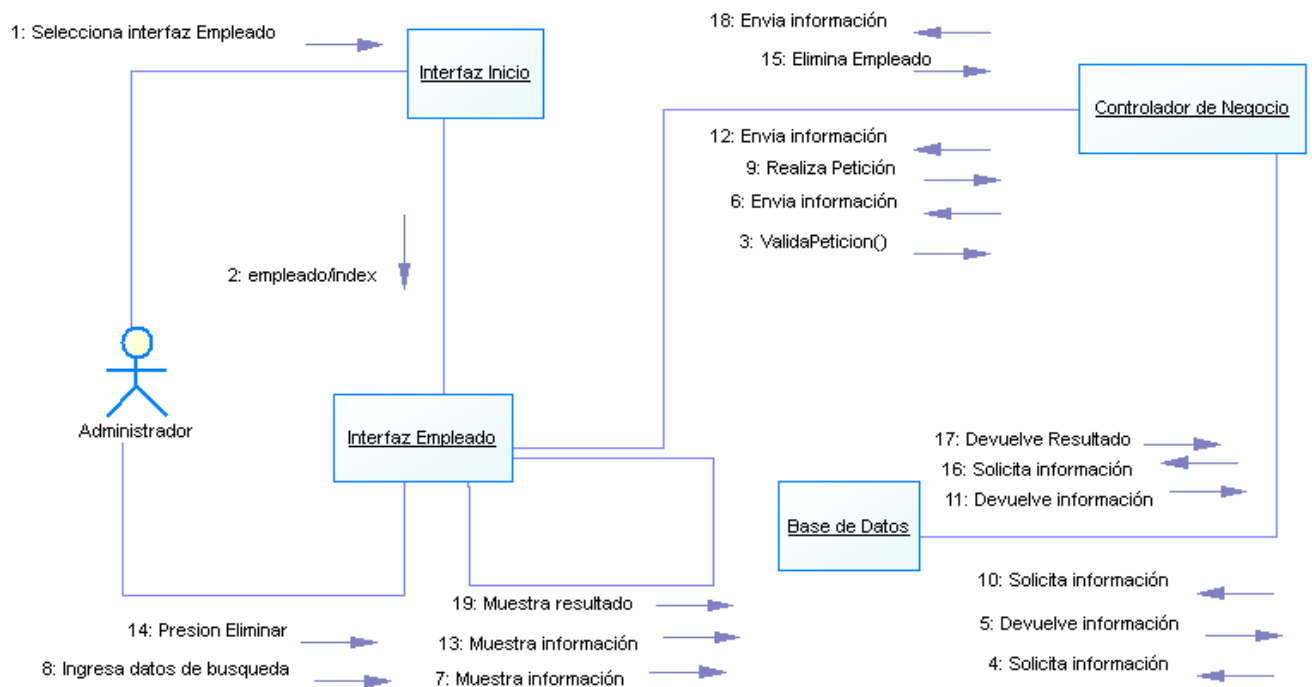 18: Envia información
1: Selecciona interfaz Empleado
15: Elimina Empleado
Interfaz Inicio
Controlador de Negocio
12: Envia información
9: Realiza Petición
6: Envia información
3: ValidaPeticion()
2: empleado/index
Administrador
Interfaz Empleado
17: Devuelve Resultado
16: Solicita información
11: Devuelve información
Base de Datos
10: Solicita información
19: Muestra resultado
5: Devuelve información
14: Presion Eliminar
13: Muestra información
4: Solicita información
8: Ingresa datos de busqueda
7: Muestra información